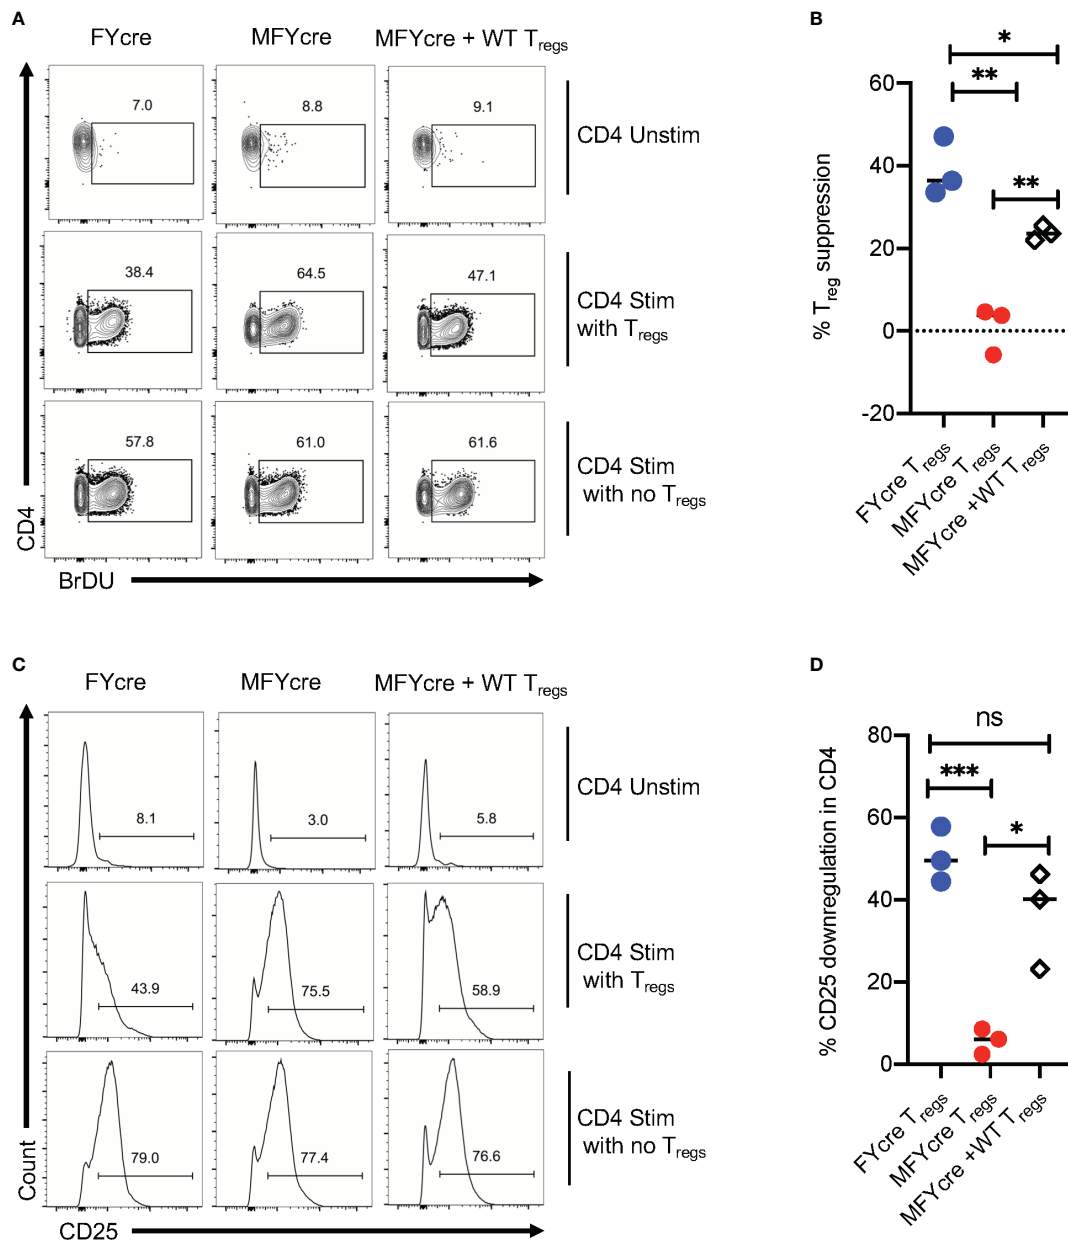 A
FYcre
MFYcre
MFYcre + WT Tregs
7.0
8.8
9.1
CD4 Unstim
38.4
64.5
47.1
CD4 Stim
with Tregs
57.8
61.0
61.6
CD4 Stim
with no Tregs
CD4
BrDU
B
% Treg suppression
60
40
20
0
-20
*
**
**
FYcre Tregs
MFYcre Tregs
MFYcre +WT Tregs
C
FYcre
MFYcre
MFYcre + WT Tregs
8.1
3.0
5.8
CD4 Unstim
43.9
75.5
58.9
CD4 Stim
with Tregs
79.0
77.4
76.6
CD4 Stim
with no Tregs
Count
CD25
D
% CD25 downregulation in CD4
80
60
40
20
0
ns
***
*
FYcre Tregs
MFYcre Tregs
MFYcre +WT Tregs